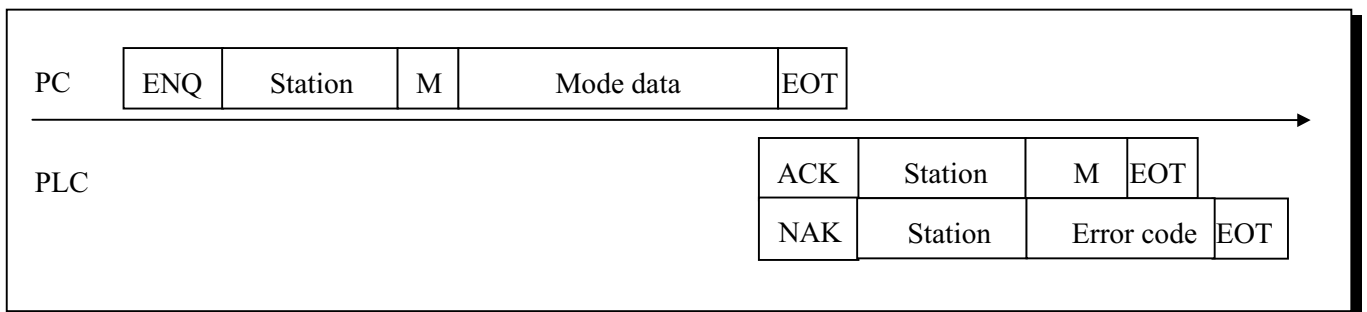 PC ENQ Station M Mode data EOT
PLC
ACK Station M EOT
NAK Station Error code EOT